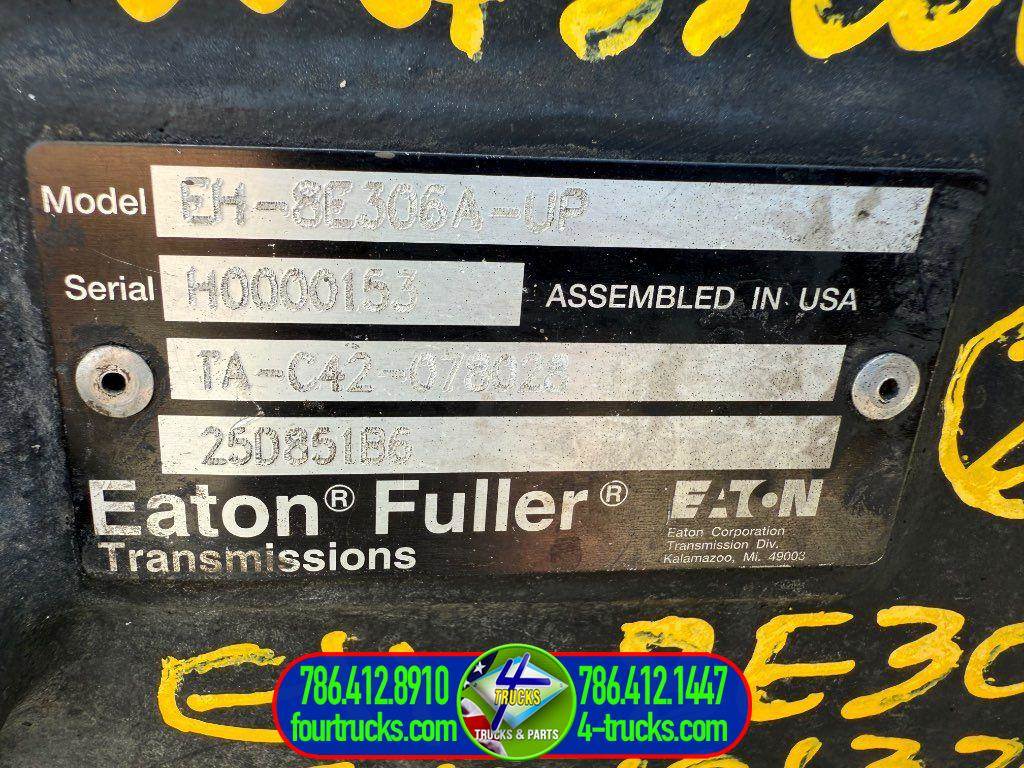 Model EH-8E306A-UP
Serial H0000153 ASSEMBLED IN USA
TA-C42-078028
25D851B6
Eaton® Fuller® EATON
Transmissions
Eaton Corporation
Transmission Div.
Kalamazoo, Mi. 49003
786.412.8910 4 TRUCKS 786.412.1447
fourtrucks.com TRUCKS & PARTS 4-trucks.com